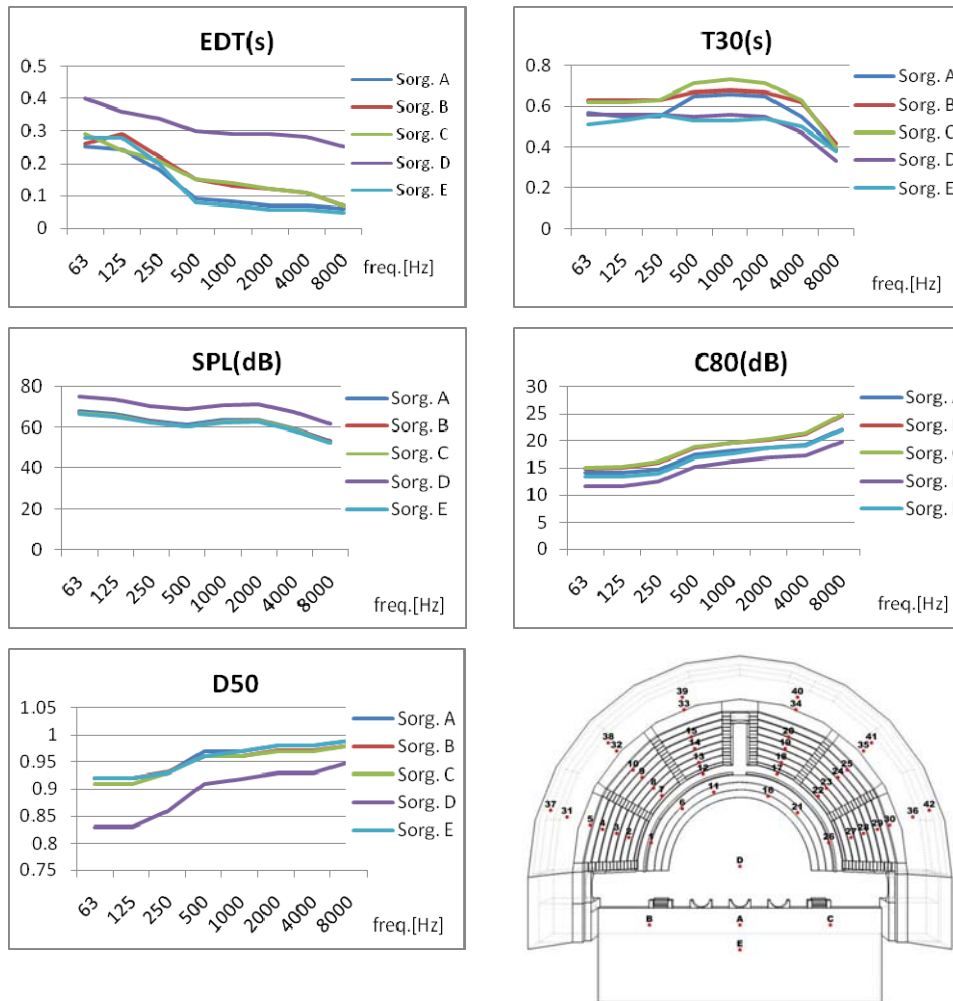 EDT(s)
0.5
0.4
0.3
0.2
0.1
0
63 125 250 500 1000 2000 4000 8000
freq.[Hz]
Sorg. A
Sorg. B
Sorg. C
Sorg. D
Sorg. E
T30(s)
0.8
0.6
0.4
0.2
0
63 125 250 500 1000 2000 4000 8000
freq.[Hz]
Sorg. A
Sorg. B
Sorg. C
Sorg. D
Sorg. E
SPL(dB)
80
60
40
20
0
63 125 250 500 1000 2000 4000 8000
freq.[Hz]
Sorg. A
Sorg. B
Sorg. C
Sorg. D
Sorg. E
C80(dB)
30
25
20
15
10
5
0
63 125 250 500 1000 2000 4000 8000
freq.[Hz]
Sorg.
Sorg.
Sorg.
Sorg.
Sorg.
D50
1.05
1
0.95
0.9
0.85
0.8
0.75
63 125 250 500 1000 2000 4000 8000
freq.[Hz]
Sorg. A
Sorg. B
Sorg. C
Sorg. D
Sorg. E
39 40
33 34
38 15 20 41
32 14 19 35
10 13 18 25
9 12 17 24
8 23
7 22
37 11 16 42
31 6 21 36
5 4 3 2 1 26 27 28 29 30
D
B A C
E